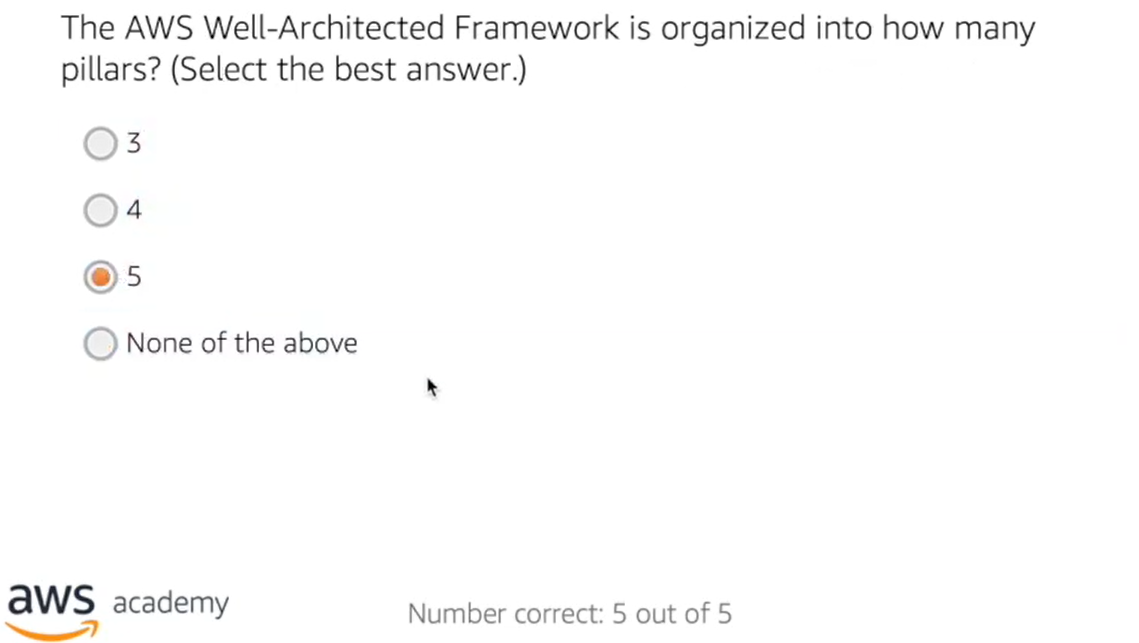 The AWS Well-Architected Framework is organized into how many
pillars? (Select the best answer.)
3
4
5
None of the above
aws academy
Number correct: 5 out of 5